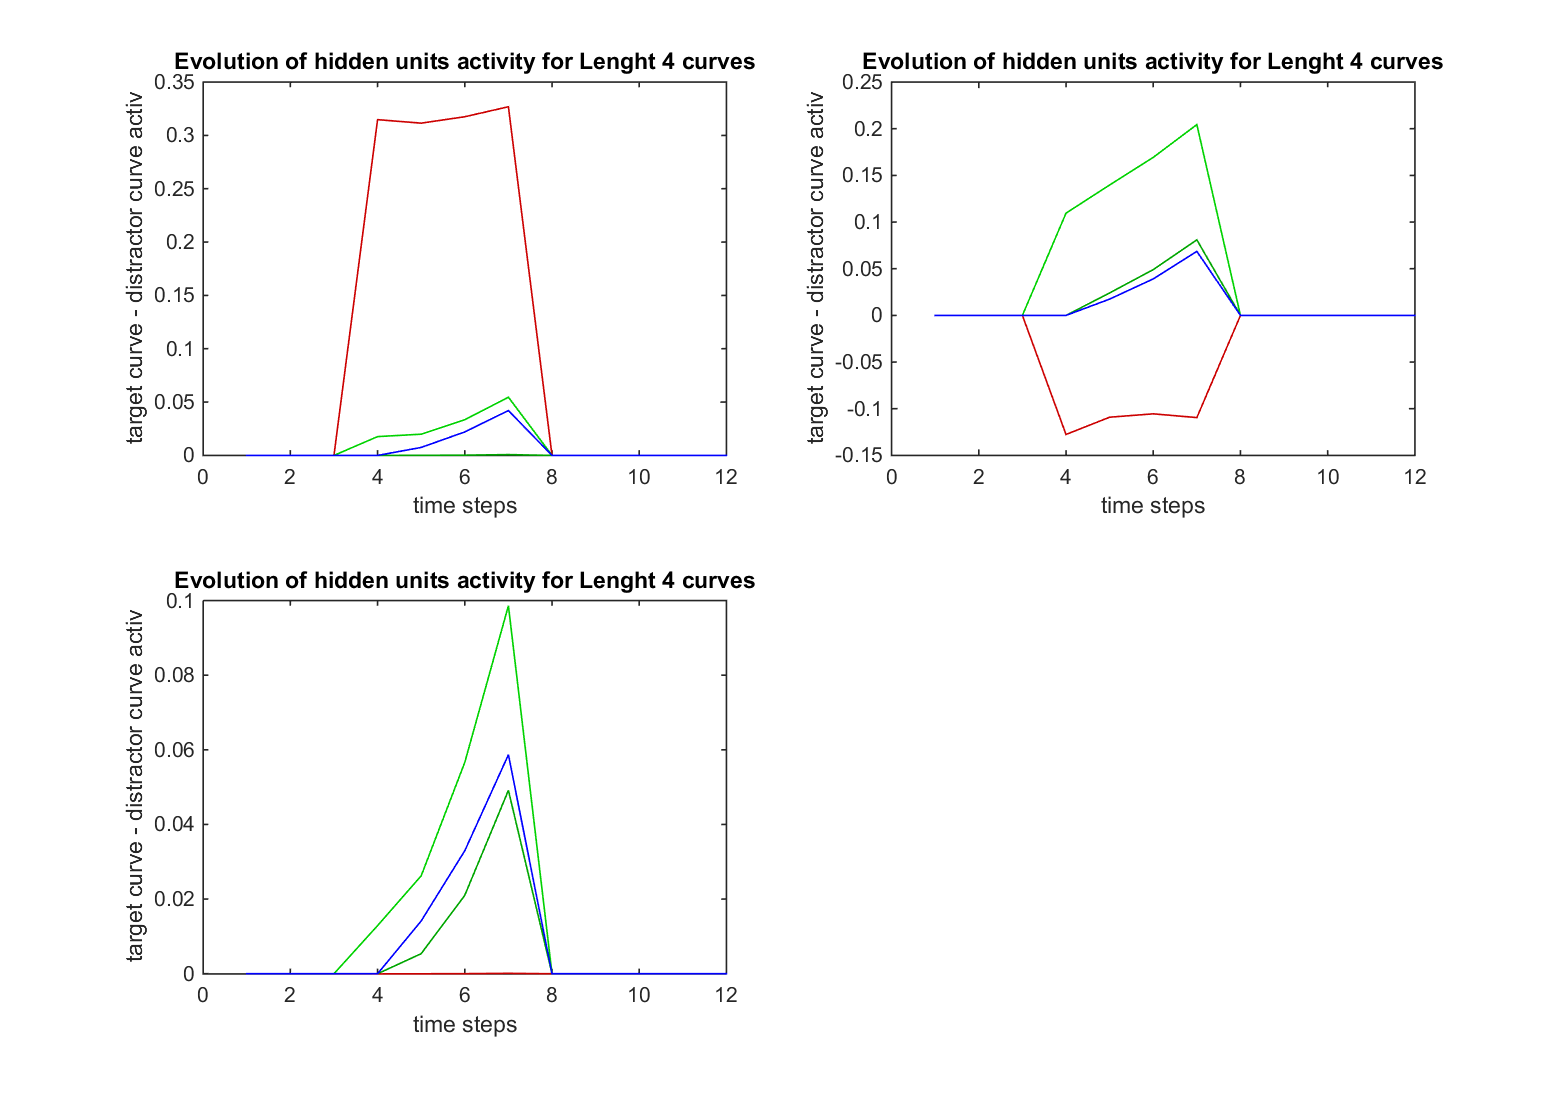 Evolution of hidden units activity for Lenght 4 curves
target curve - distractor curve activ
0.35
0.3
0.25
0.2
0.15
0.1
0.05
0
0 2 4 6 8 10 12
time steps
Evolution of hidden units activity for Lenght 4 curves
target curve - distractor curve activ
0.25
0.2
0.15
0.1
0.05
0
-0.05
-0.1
-0.15
0 2 4 6 8 10 12
time steps
Evolution of hidden units activity for Lenght 4 curves
target curve - distractor curve activ
0.1
0.08
0.06
0.04
0.02
0
0 2 4 6 8 10 12
time steps